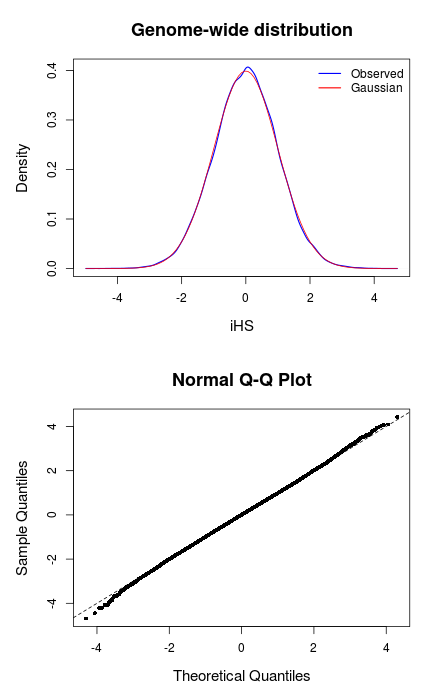 Genome-wide distribution
Observed
Gaussian
0.4
0.3
0.2
0.1
0.0
Density
-4 -2 0 2 4
iHS
Normal Q-Q Plot
4
2
0
-2
-4
Sample Quantiles
-4 -2 0 2 4
Theoretical Quantiles